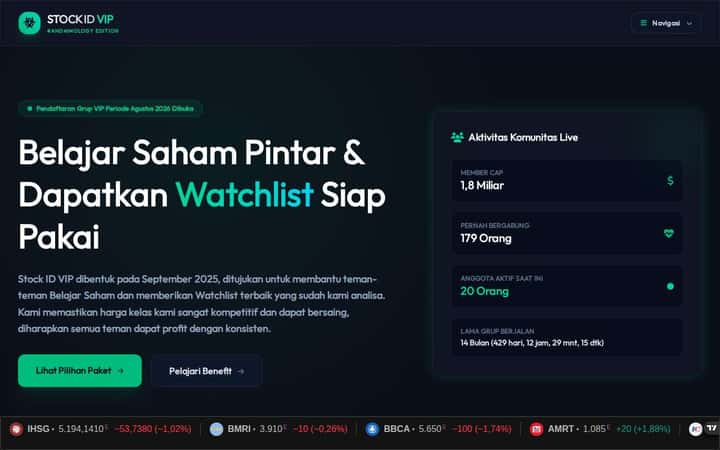 STOCKID VIP
BANDARMOLOGY EDITION
Navigasi
Pendaftaran Grup VIP Periode Agustus 2026 Dibuka
Belajar Saham Pintar &
Dapatkan Watchlist Siap
Pakai
Stock ID VIP dibentuk pada September 2025, ditujukan untuk membantu teman-
teman Belajar Saham dan memberikan Watchlist terbaik yang sudah kami analisa.
Kami memastikan harga kelas kami sangat kompetitif dan dapat bersaing,
diharapkan semua teman dapat profit dengan konsisten.
Lihat Pilihan Paket →
Pelajari Benefit →
Aktivitas Komunitas Live
MEMBER CAP
1,8 Miliar
PERNAH BERGABUNG
179 Orang
ANGGOTA AKTIF SAAT INI
20 Orang
LAMA GRUP BERJALAN
14 Bulan (429 hari, 12 jam, 29 mnt, 15 dtk)
IHSG • 5.194,1410 E −53,7380 (−1,02%) BMRI • 3.910 E −10 (−0,26%) BBCA • 5.650 E −100 (−1,74%) AMRT • 1.085 E +20 (+1,88%)